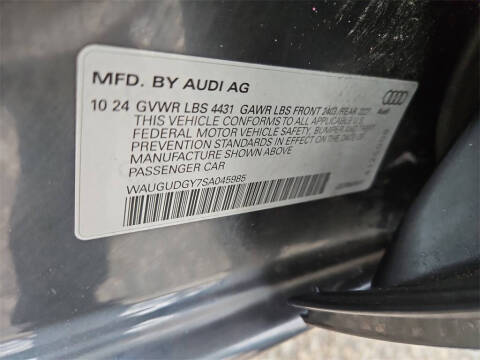 MFD. BY AUDI AG
10 24 GVWR LBS 4431 GAWR LBS FRONT REAR
THIS VEHICLE CONFORMS TO ALL APPLICABLE U.S.
FEDERAL MOTOR VEHICLE SAFETY, BUMPER AND THEFT
PREVENTION STANDARDS IN EFFECT ON THE DATE OF
MANUFACTURE SHOWN ABOVE
PASSENGER CAR
WAUGUDGY7SA045985
Audi